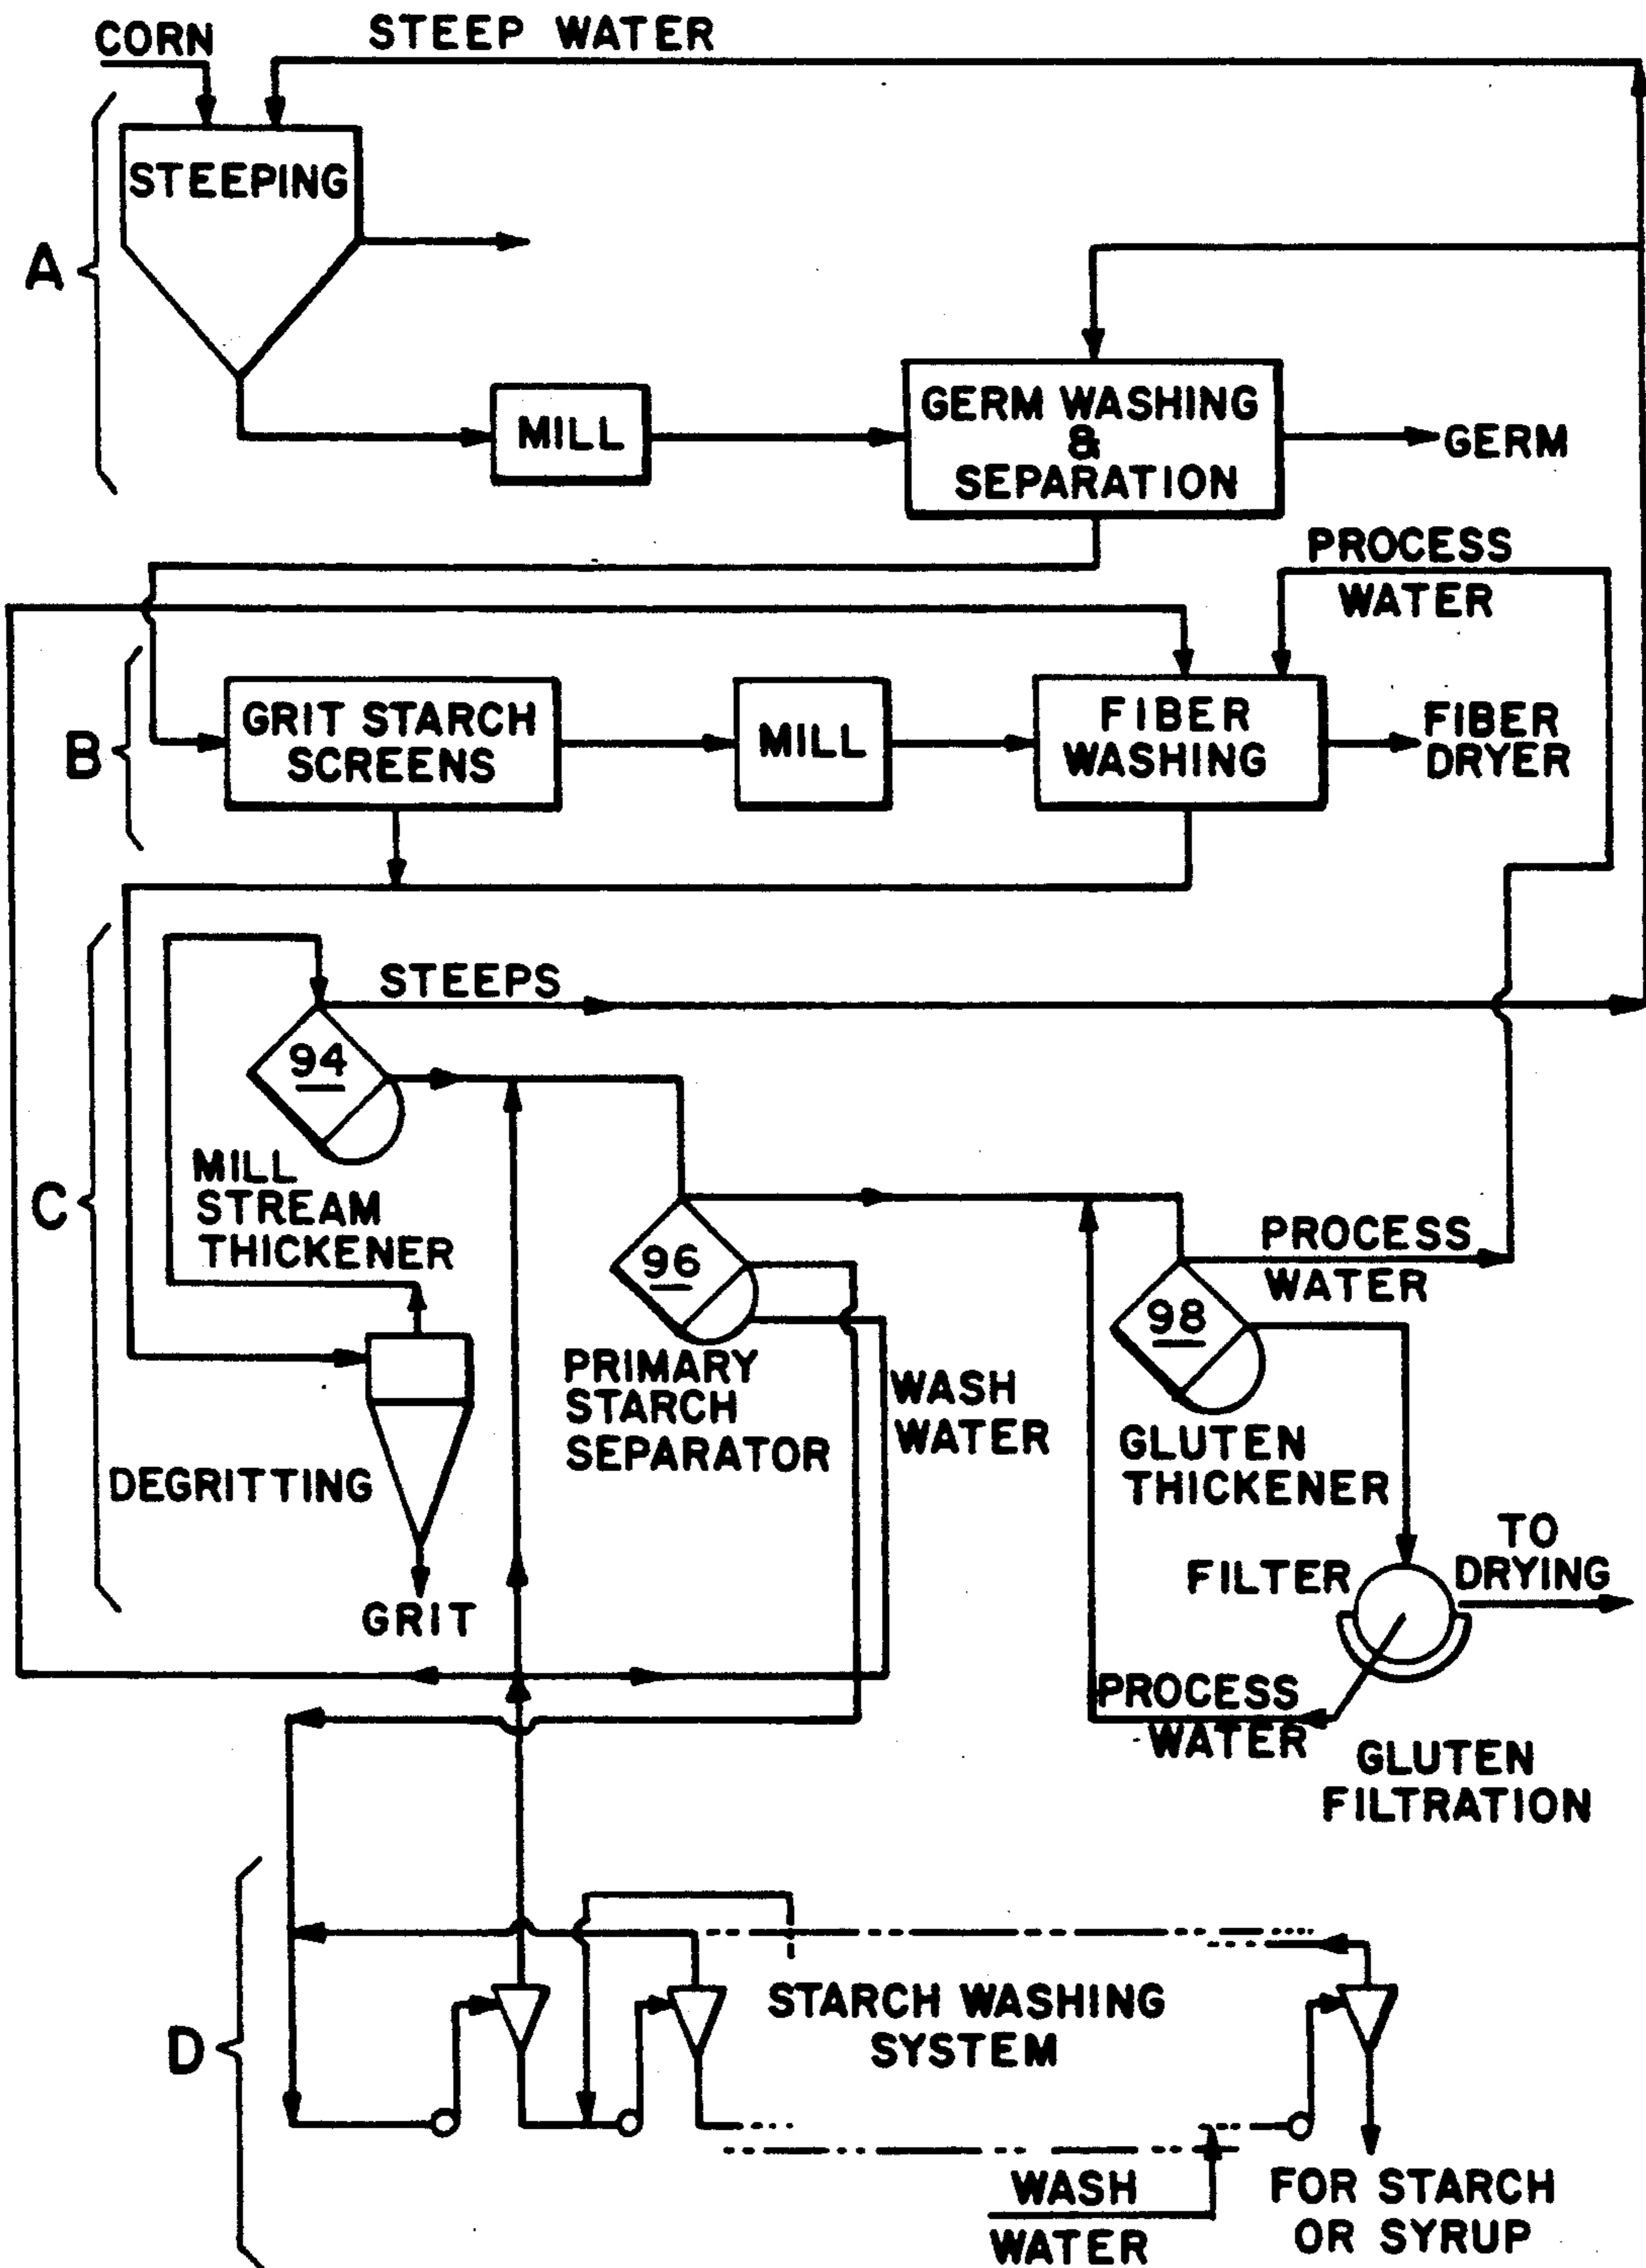 CORN
STEEP WATER
STEEPING
A
MILL
GERM WASHING
&
SEPARATION
GERM
PROCESS
WATER
B
GRIT STARCH
SCREENS
MILL
FIBER
WASHING
FIBER
DRYER
STEEPS
94
MILL
STREAM
THICKENER
C
96
PROCESS
WATER
98
PRIMARY
STARCH
SEPARATOR
WASH
WATER
GLUTEN
THICKENER
DEGRITTING
GRIT
FILTER
TO
DRYING
PROCESS
WATER
GLUTEN
FILTRATION
D
STARCH WASHING
SYSTEM
WASH
WATER
FOR STARCH
OR SYRUP